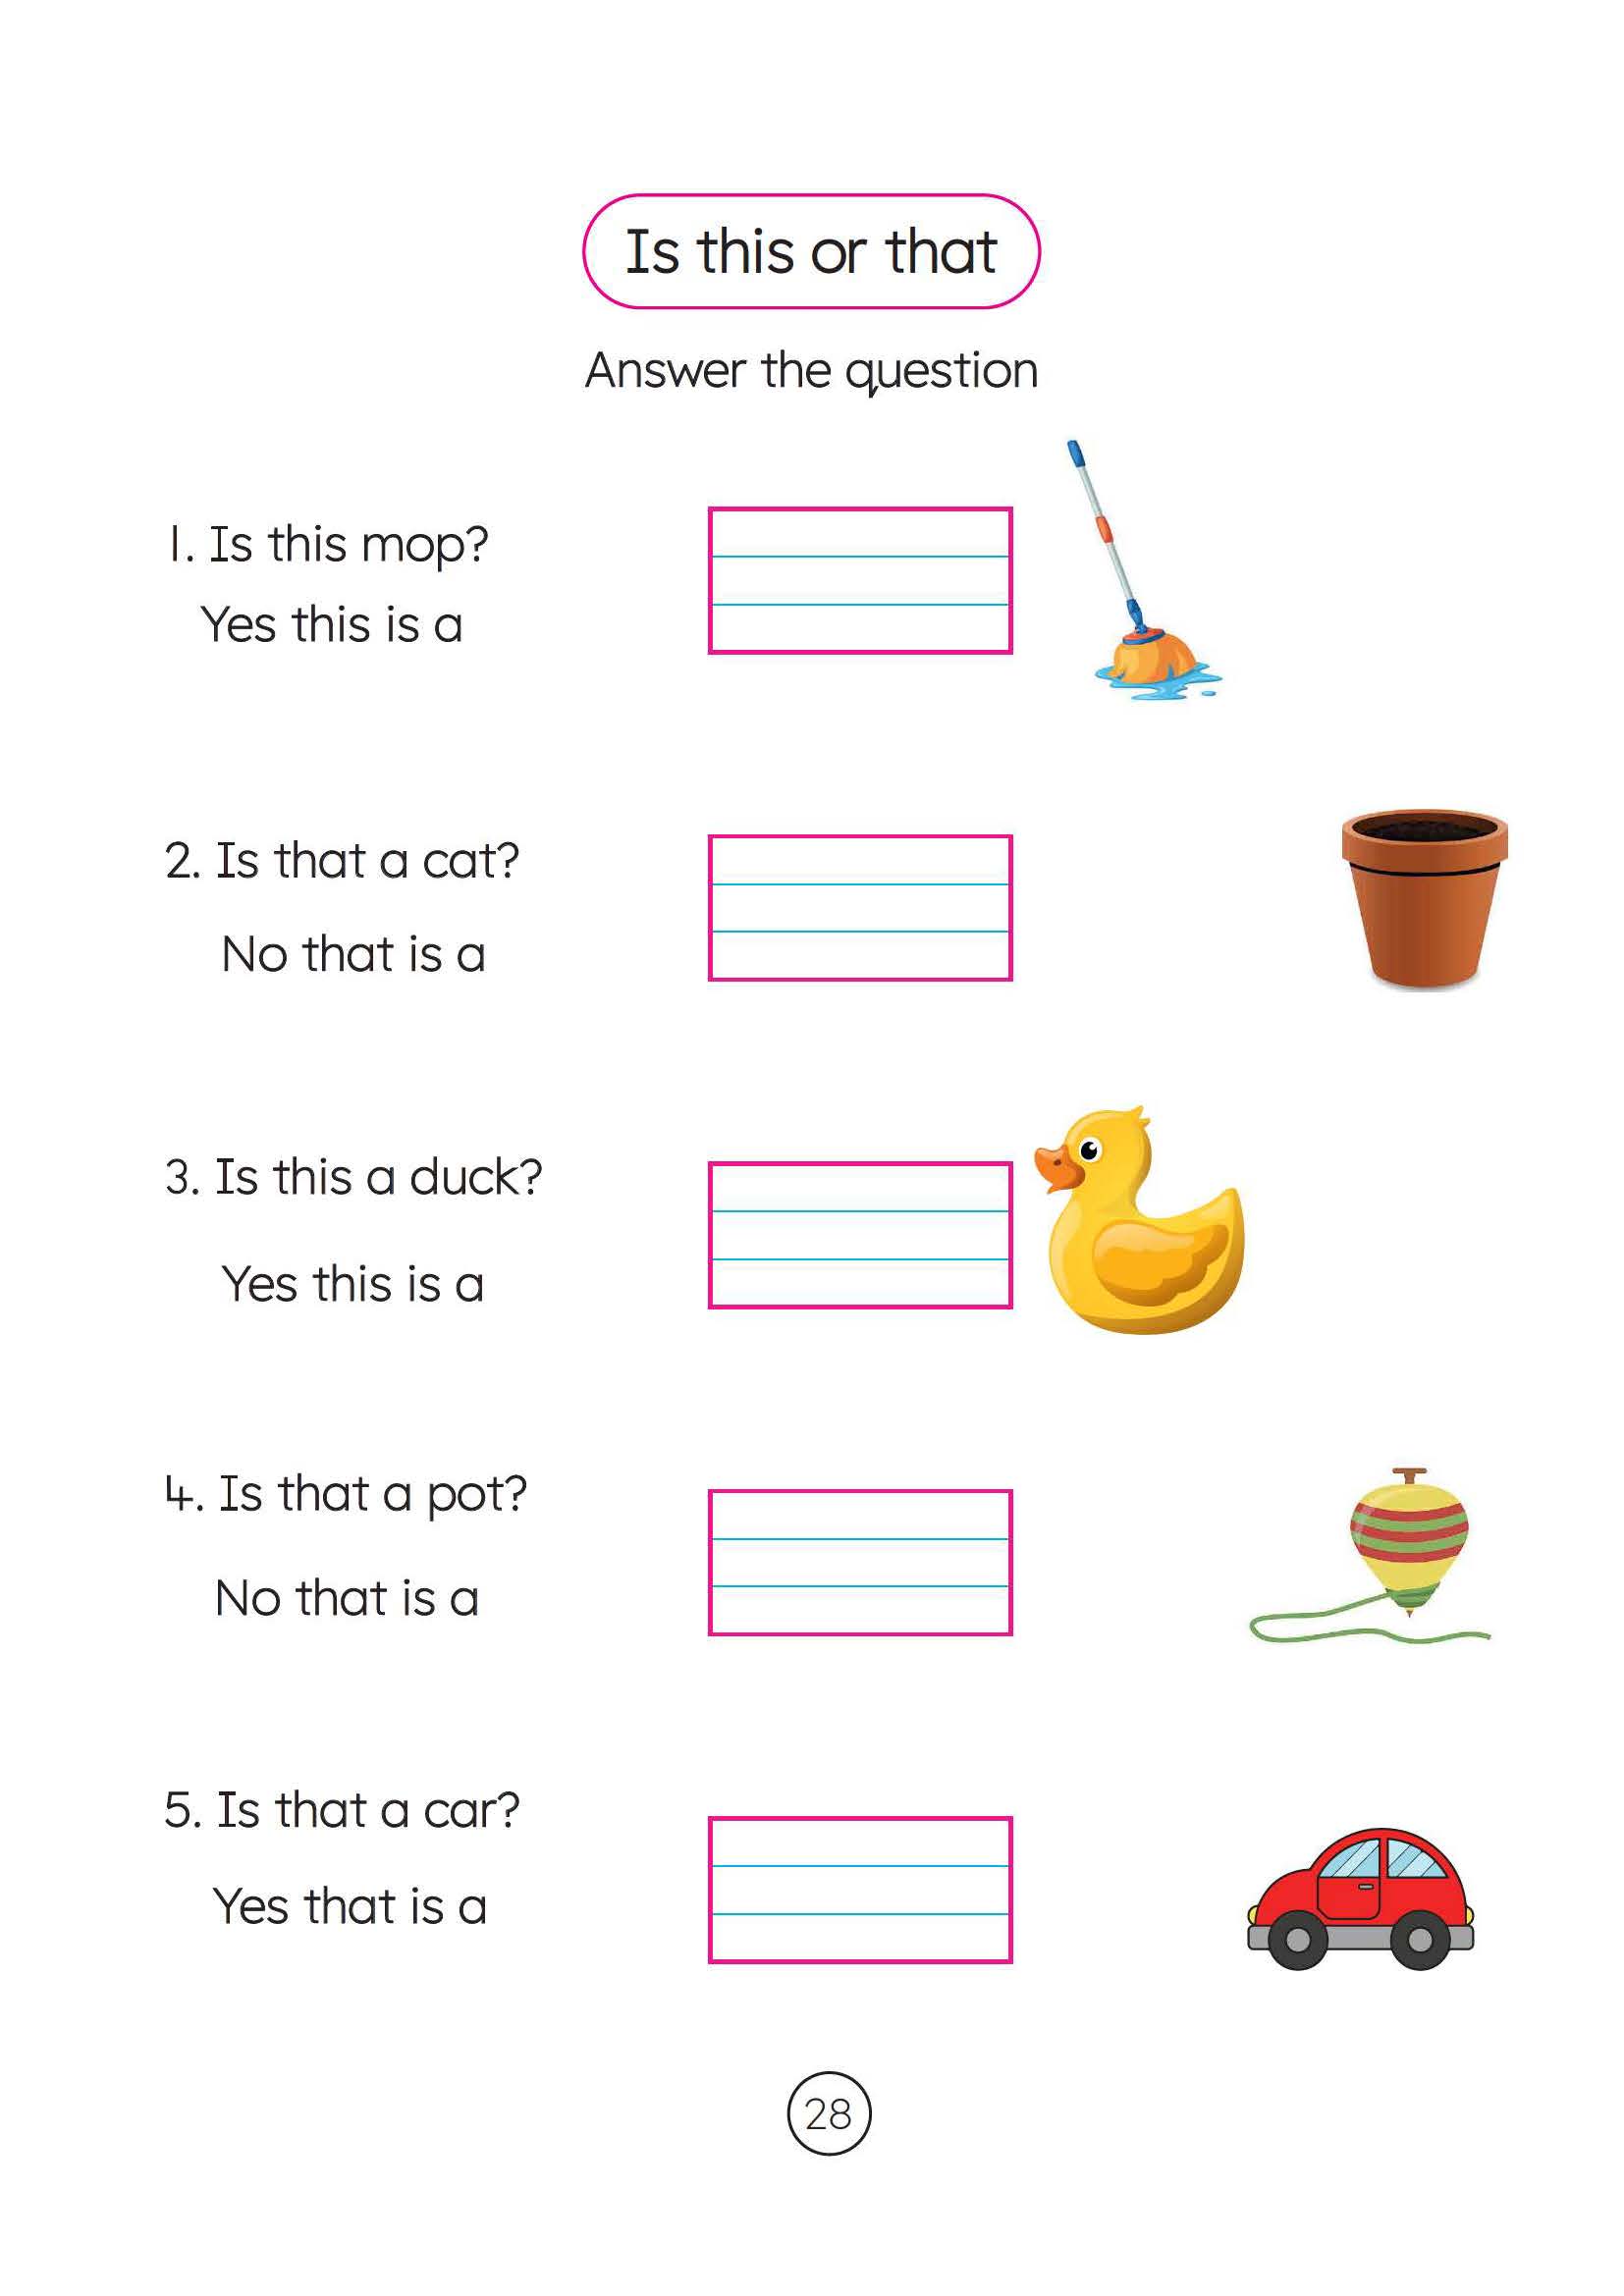 Is this or that
Answer the question
1. Is this mop?
Yes this is a
2. Is that a cat?
No that is a
3. Is this a duck?
Yes this is a
4. Is that a pot?
No that is a
5. Is that a car?
Yes that is a
28